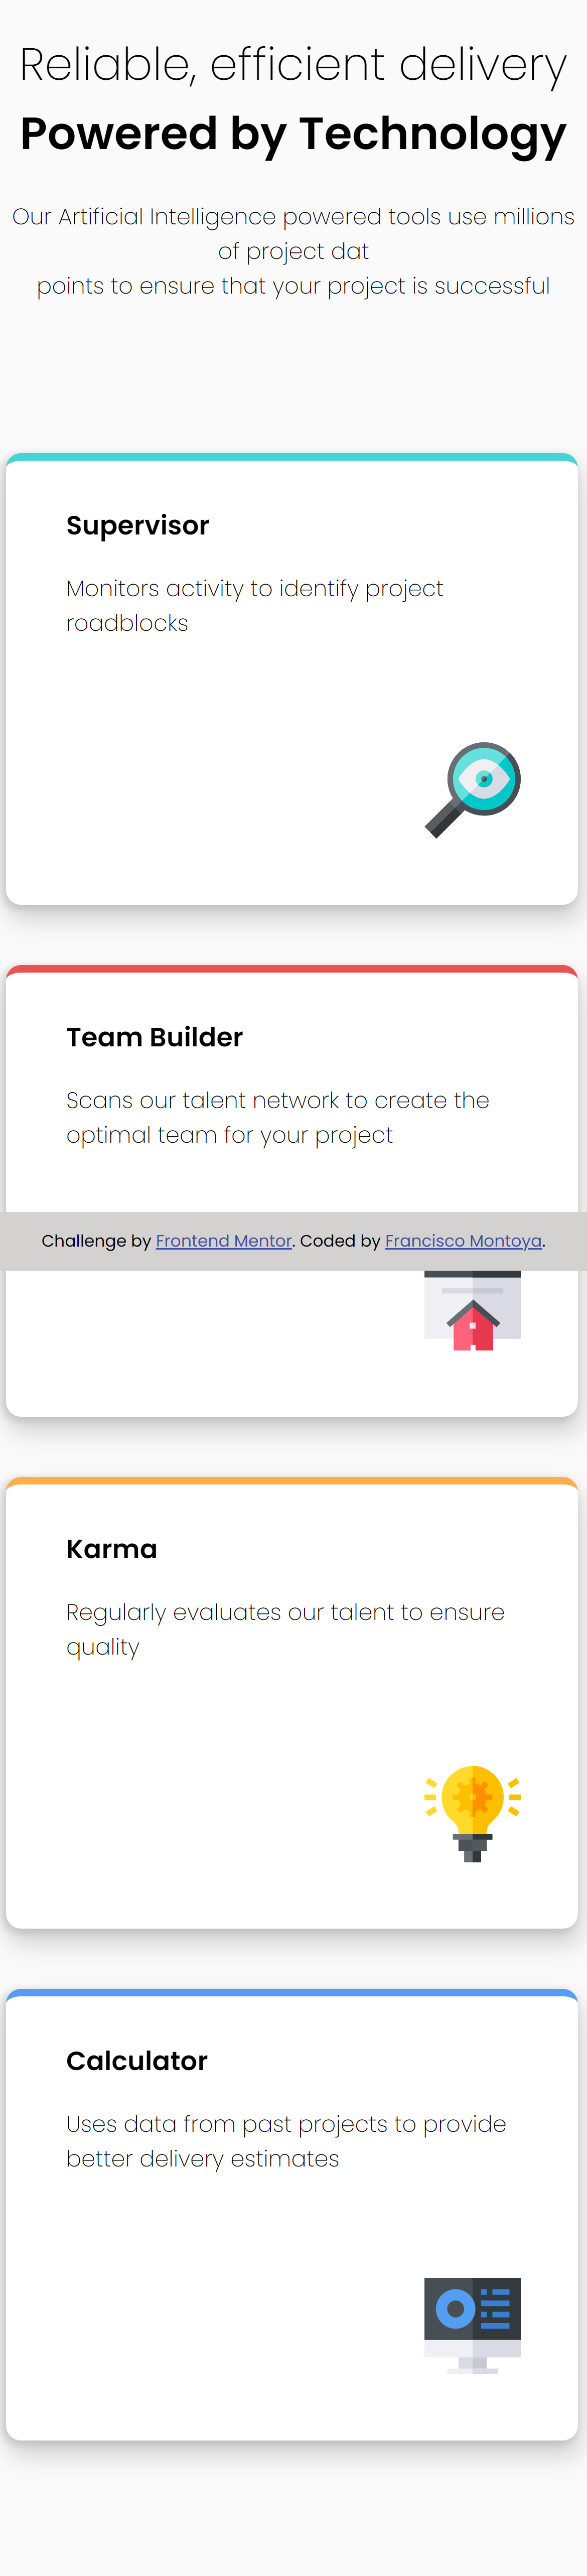 Reliable, efficient delivery
Powered by Technology
Our Artificial Intelligence powered tools use millions
of project dat
points to ensure that your project is successful
Supervisor
Monitors activity to identify project
roadblocks
Team Builder
Scans our talent network to create the
optimal team for your project
Challenge by Frontend Mentor. Coded by Francisco Montoya.
Karma
Regularly evaluates our talent to ensure
quality
Calculator
Uses data from past projects to provide
better delivery estimates